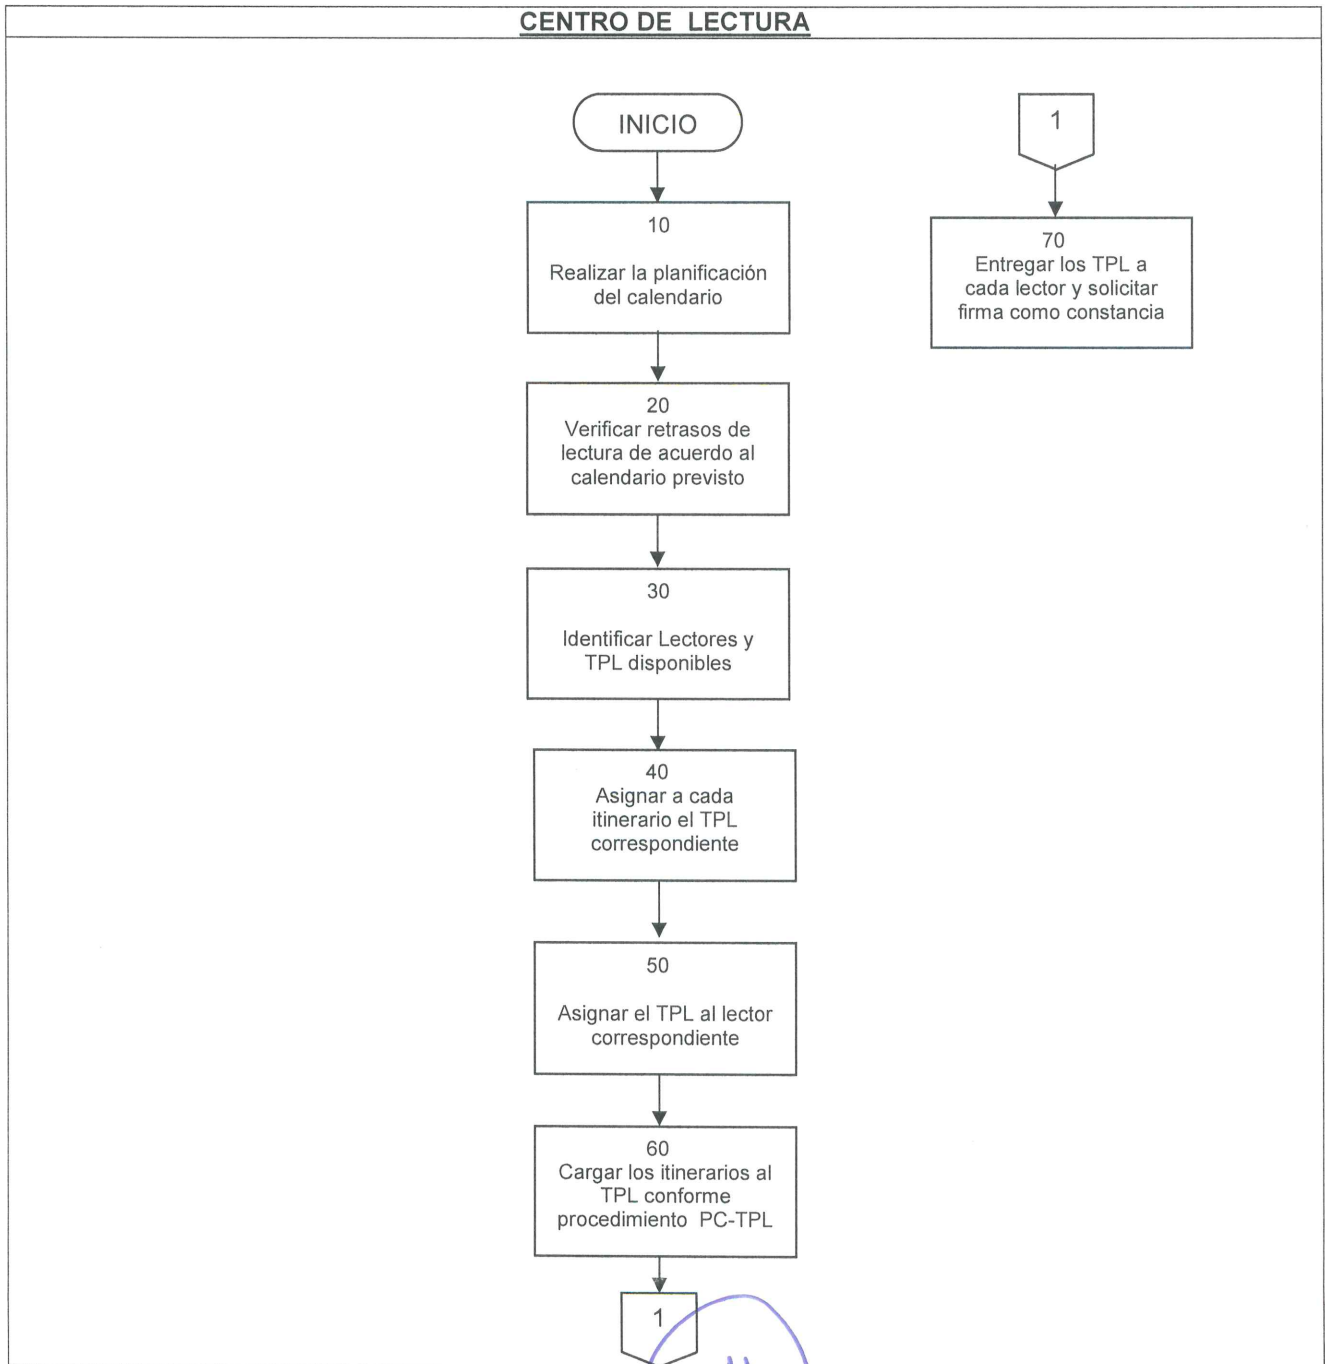 CENTRO DE LECTURA
INICIO
10
Realizar la planificación
del calendario
20
Verificar retrasos de
lectura de acuerdo al
calendario previsto
30
Identificar Lectores y
TPL disponibles
40
Asignar a cada
itinerario el TPL
correspondiente
50
Asignar el TPL al lector
correspondiente
60
Cargar los itinerarios al
TPL conforme
procedimiento PC-TPL
1
1
70
Entregar los TPL a
cada lector y solicitar
firma como constancia